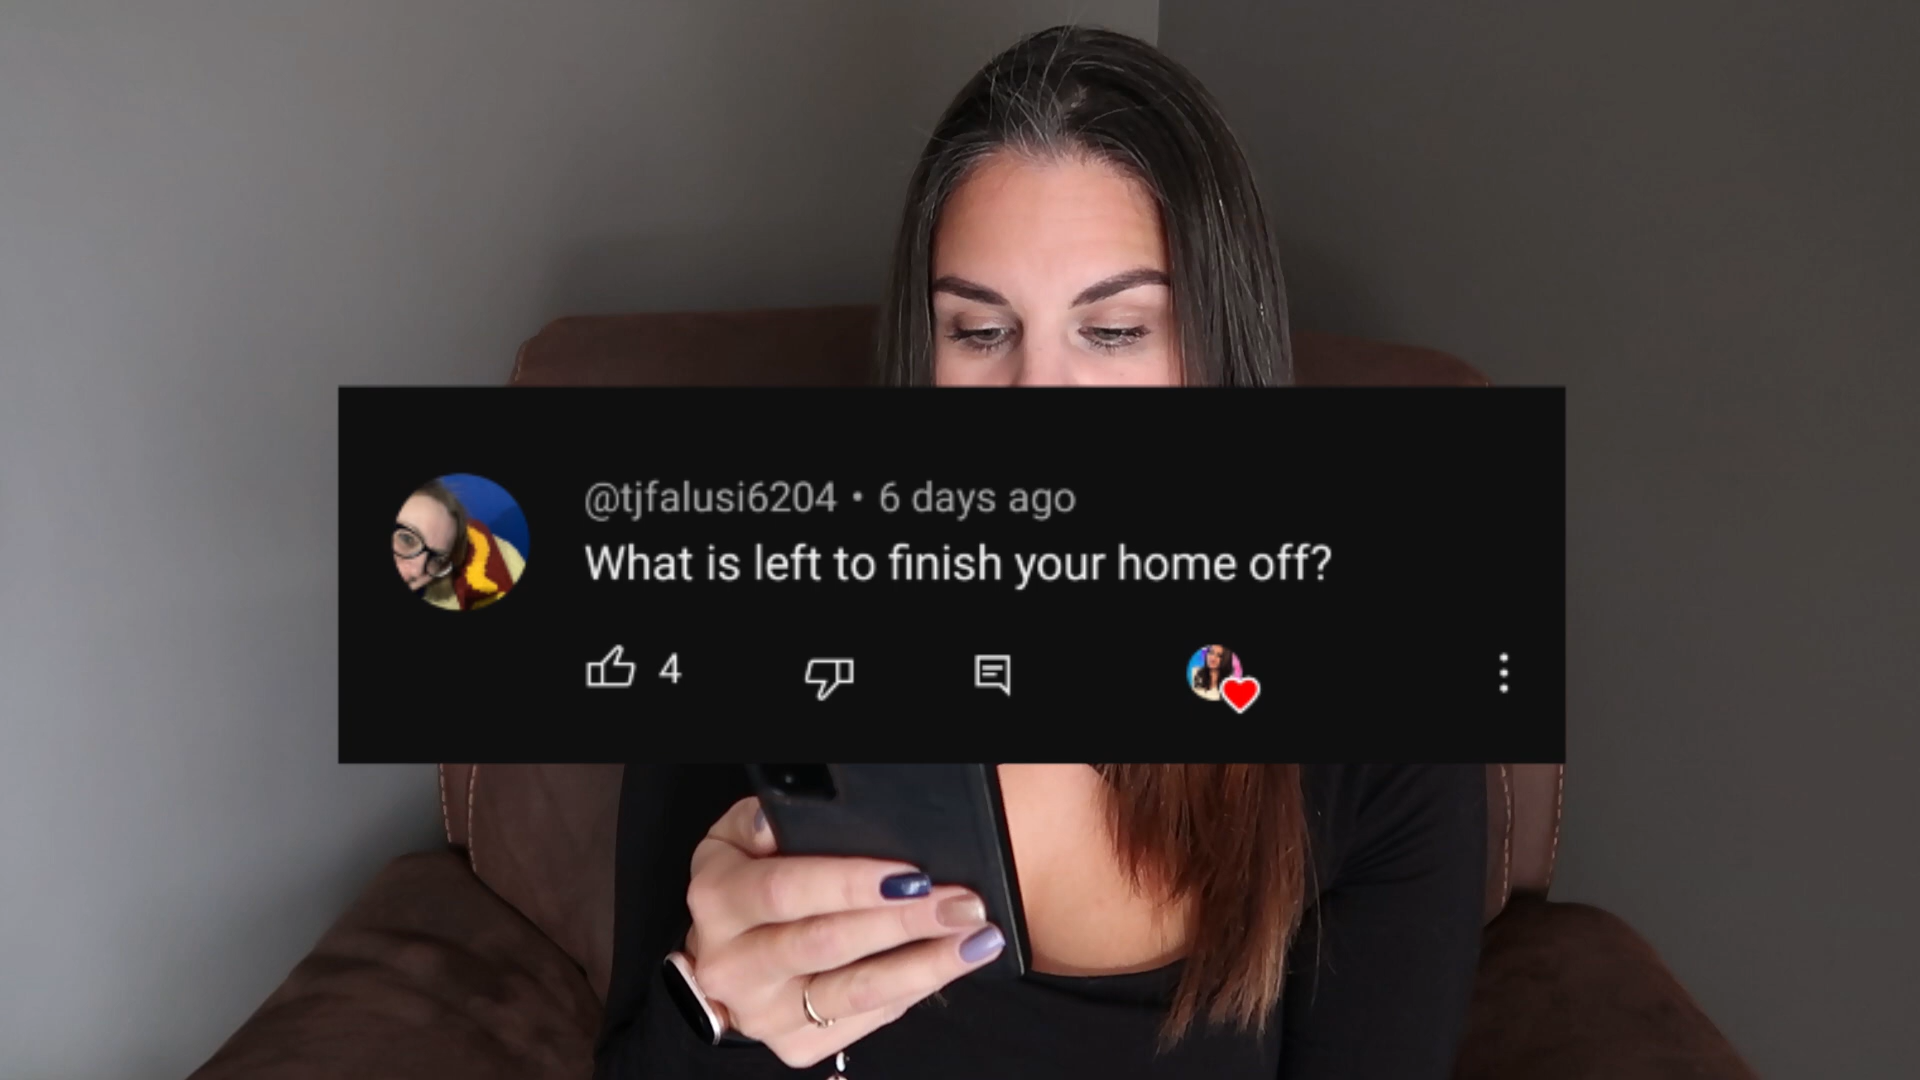 @tjfalusi6204 • 6 days ago
What is left to finish your home off?
4